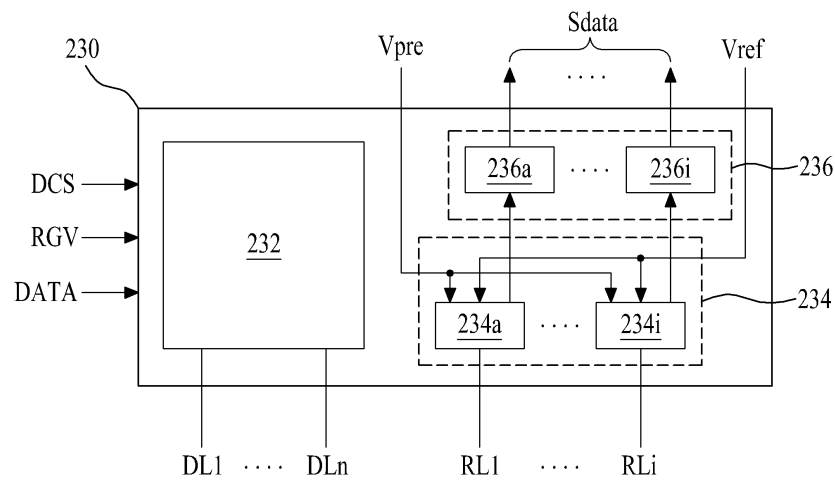 Sdata
230 Vpre .... Vref
236a .... 236i 236
DCS
RGV 232
DATA 234
234a .... 234i
DL1 .... DLn RL1 .... RLi